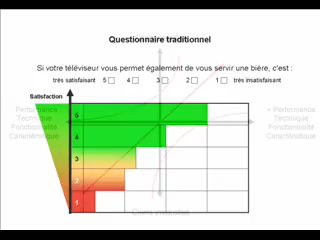 Questionnaire traditionnel
Si votre téléviseur vous permet également de vous servir une bière, c'est :
très satisfaisant 5 4 3 2 1 très insatisfaisant
Satisfaction
- Performance
Technique
Fonctionnalité
Caractéristique
+ Performance
Technique
Fonctionnalité
Caractéristique
5
4
3
2
1